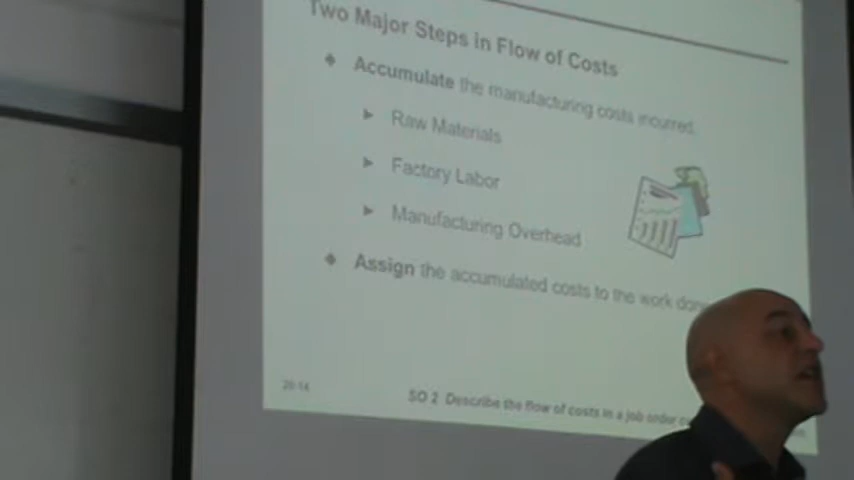 Two Major Steps in Flow of Costs
Accumulate the manufacturing costs incurred.
Raw Materials
Factory Labor
Manufacturing Overhead
Assign the accumulated costs to the work
20-14
SO 2 Describe the flow of costs in a job order